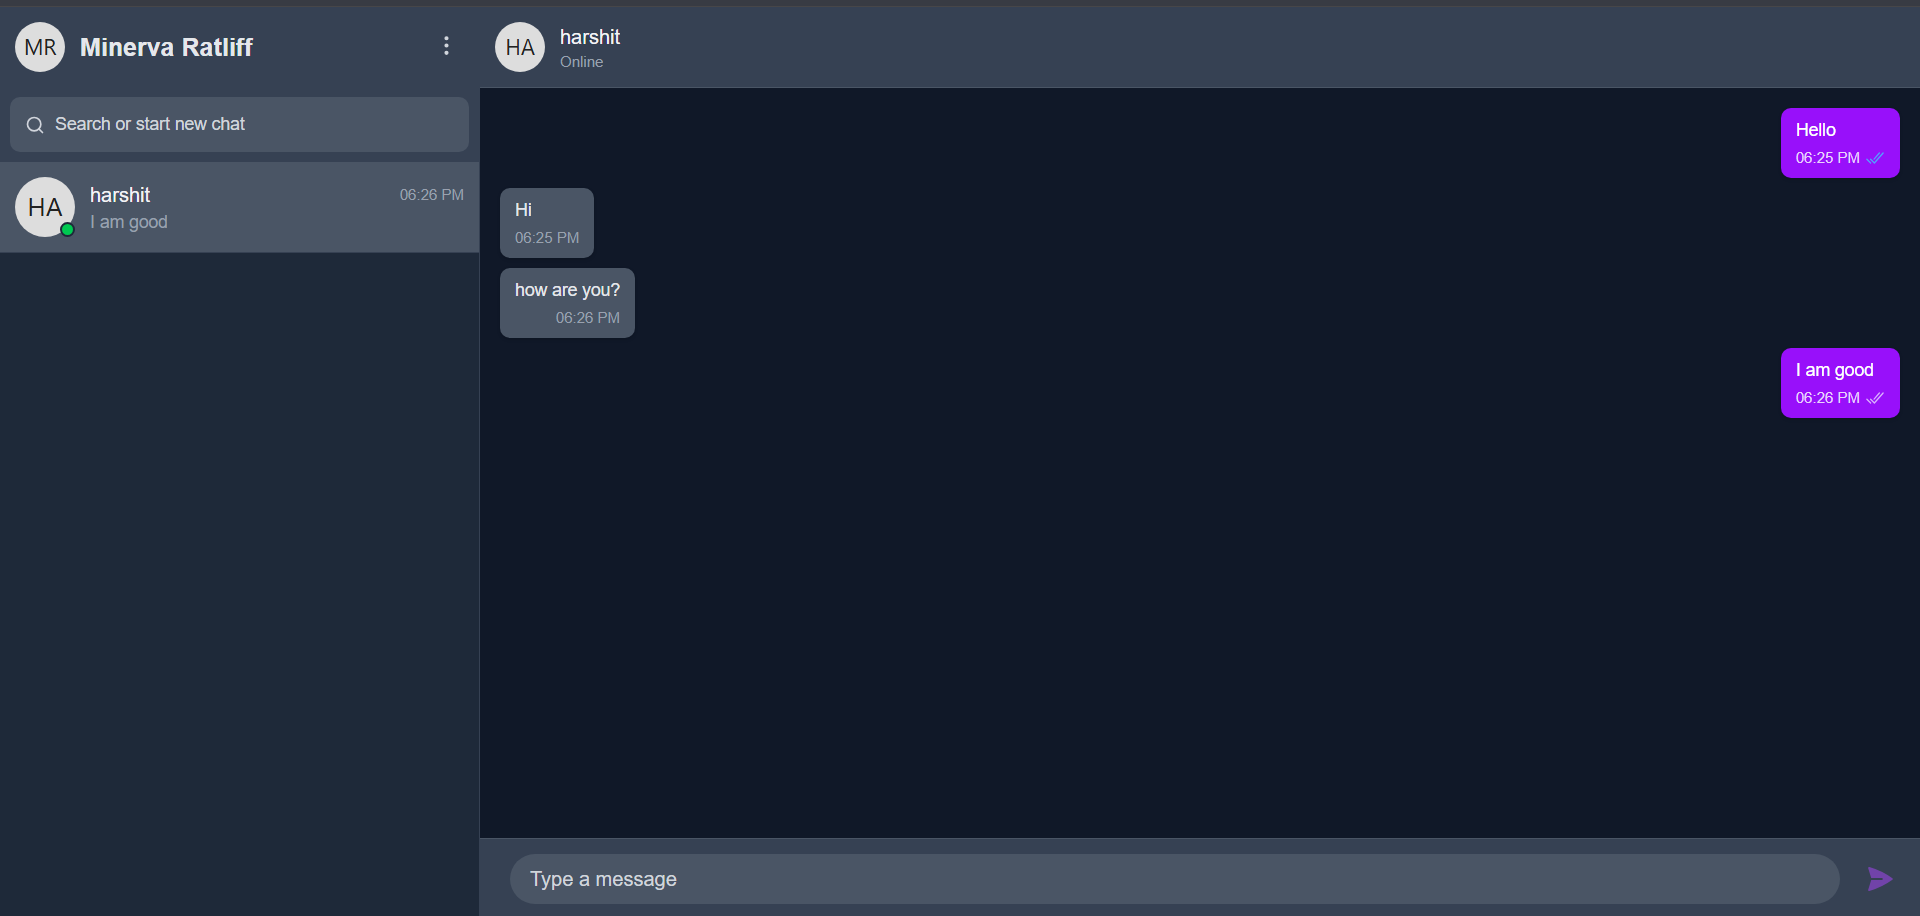 MR
Minerva Ratliff
Search or start new chat
HA
harshit
06:26 PM
I am good
HA
harshit
Online
Hello
06:25 PM
Hi
06:25 PM
how are you?
06:26 PM
I am good
06:26 PM
Type a message